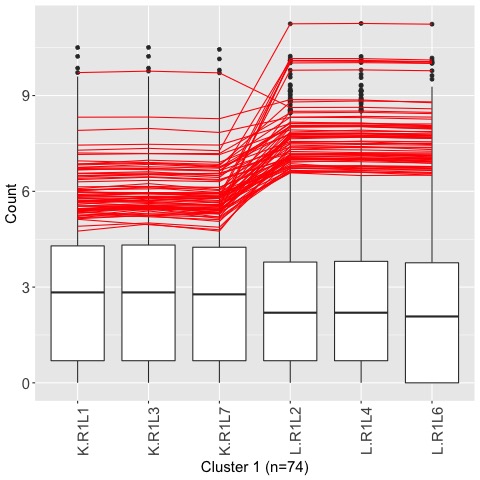 Count
9
6
3
0
K.R1L1
K.R1L3
K.R1L7
L.R1L2
L.R1L4
L.R1L6
Cluster 1 (n=74)